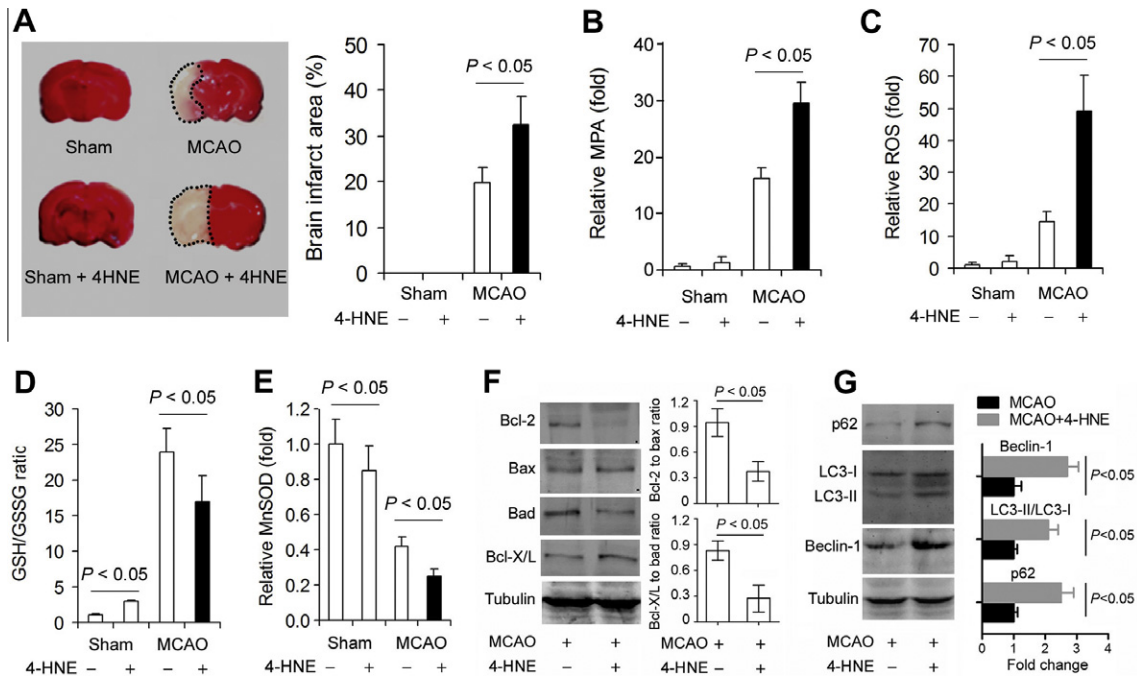 A
Sham
MCAO
Sham + 4HNE
MCAO + 4HNE
Brain infarct area (%)
50
40
30
20
10
0
P < 0.05
Sham
MCAO
4-HNE − + − +
B
Relative MPA (fold)
40
30
20
10
0
P < 0.05
Sham
MCAO
4-HNE − + − +
C
Relative ROS (fold)
70
60
50
40
30
20
10
0
P < 0.05
Sham
MCAO
4-HNE − + − +
D
GSH/GSSG ratic
30
25
20
15
10
5
0
P < 0.05
P < 0.05
Sham
MCAO
4-HNE − + − +
E
Relative MnSOD (fold)
1.2
1.0
0.8
0.6
0.4
0.2
0.0
P < 0.05
P < 0.05
Sham
MCAO
4-HNE − + − +
F
Bcl-2
Bax
Bad
Bcl-X/L
Tubulin
MCAO + +
4-HNE − +
Bcl-2 to bax ratio
1.2
0.9
0.6
0.3
0
P < 0.05
Bcl-X/L to bad ratio
1.2
0.9
0.6
0.3
0
P < 0.05
MCAO + +
4-HNE − +
G
p62
LC3-I
LC3-II
Beclin-1
Tubulin
MCAO + +
4-HNE − +
MCAO
MCAO+4-HNE
Beclin-1
P<0.05
LC3-II/LC3-I
P<0.05
p62
P<0.05
0 1 2 3 4
Fold change